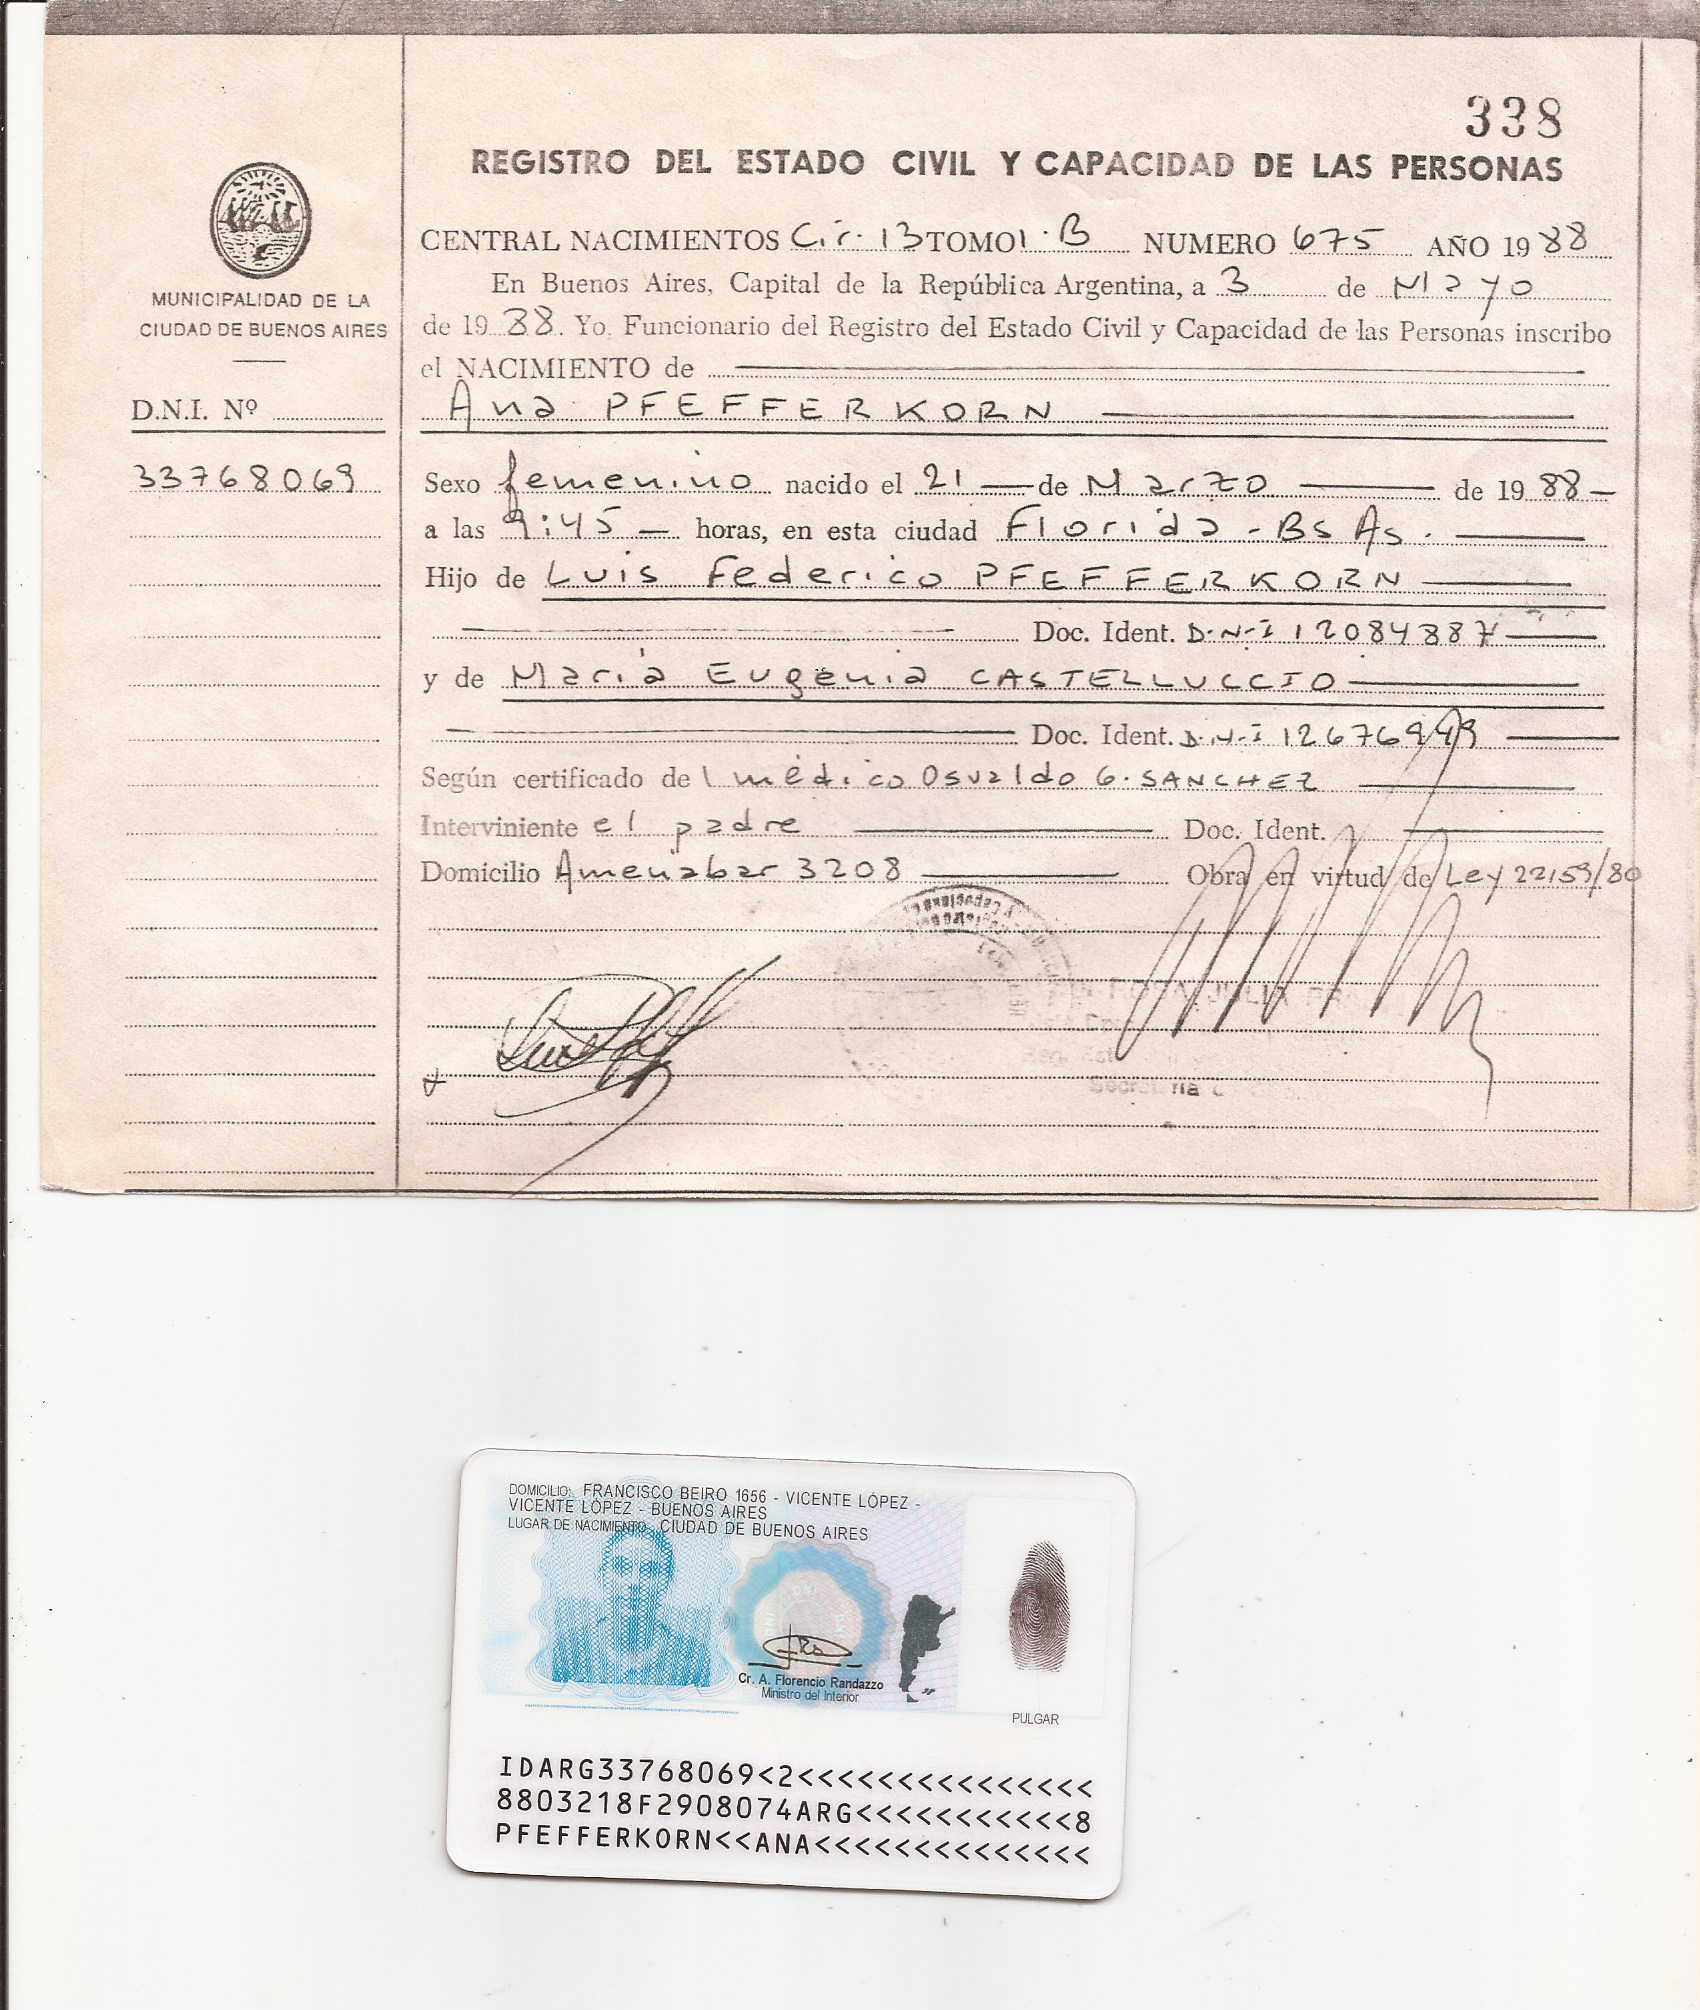 338
REGISTRO DEL ESTADO CIVIL Y CAPACIDAD DE LAS PERSONAS
MUNICIPALIDAD DE LA
CIUDAD DE BUENOS AIRES
D.N.I. Nº
33768069
CENTRAL NACIMIENTOS Cir. 13 TOMO 1.B NUMERO 675 AÑO 1988
En Buenos Aires, Capital de la República Argentina, a 3 de Mayo
de 1988. Yo, Funcionario del Registro del Estado Civil y Capacidad de las Personas inscribo
el NACIMIENTO de
Ana PFEFFERKORN
Sexo femenino nacido el 21 de Marzo de 1988
a las 9:45 horas, en esta ciudad Florida - Bs As.
Hijo de Luis Federico PFEFFERKORN
Doc. Ident. D.N.I 12084887
y de María Eugenia CASTELLUCCIO
Doc. Ident. D.N.I 126769
Según certificado del médico Osvaldo G. SANCHEZ
Interviniente el padre Doc. Ident.
Domicilio Amenabar 3208 Obra en virtud de Ley 22159/80
DOMICILIO: FRANCISCO BEIRO 1656 - VICENTE LÓPEZ -
VICENTE LÓPEZ - BUENOS AIRES
LUGAR DE NACIMIENTO: CIUDAD DE BUENOS AIRES
Cr. A. Florencio Randazzo
Ministro del Interior
PULGAR
IDARG33768069<2<<<<<<<<<<<<<<<
8803218F2908074ARG<<<<<<<<<<<8
PFEFFERKORN<<ANA<<<<<<<<<<<<<<